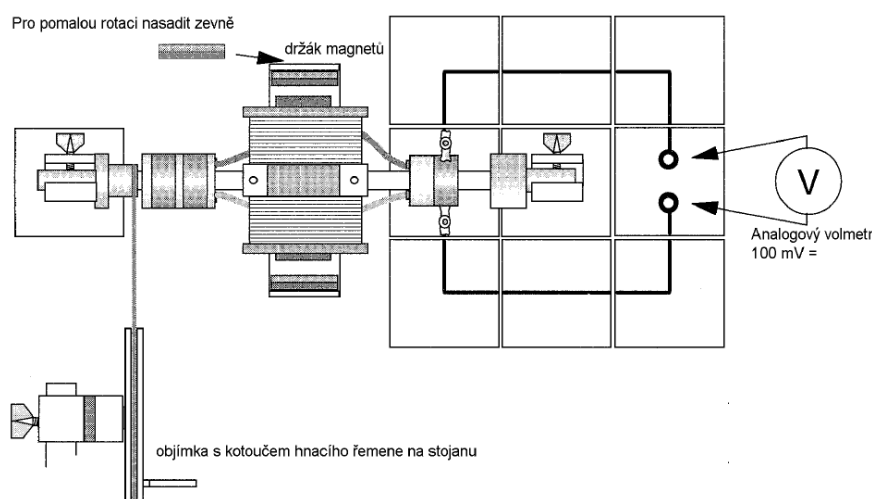 Pro pomalou rotaci nasadit zevně
držák magnetů
V
Analogový volmetr
100 mV =
objímka s kotoučem hnacího řemene na stojanu